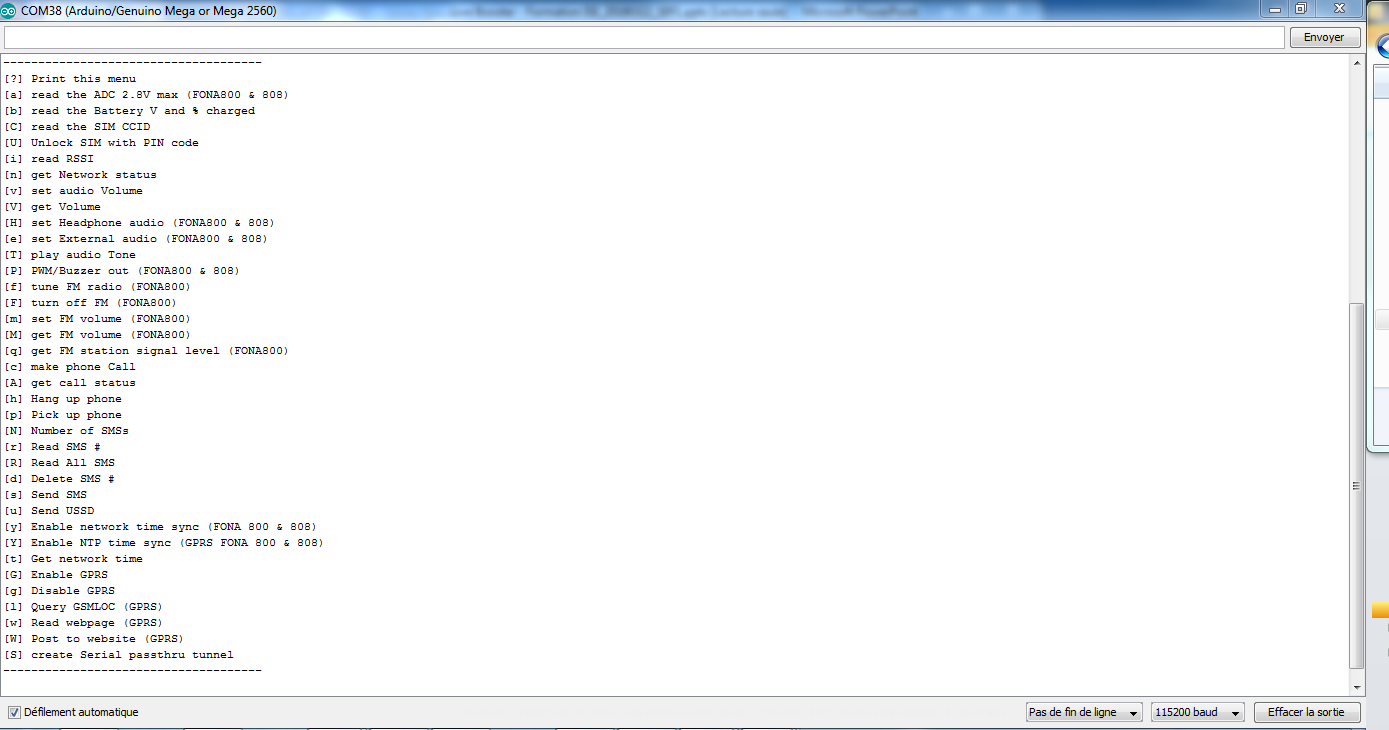 COM38 (Arduino/Genuino Mega or Mega 2560)
Envoyer
-------------------------------------
[?] Print this menu
[a] read the ADC 2.8V max (FONA800 & 808)
[b] read the Battery V and % charged
[C] read the SIM CCID
[U] Unlock SIM with PIN code
[i] read RSSI
[n] get Network status
[v] set audio Volume
[V] get Volume
[H] set Headphone audio (FONA800 & 808)
[e] set External audio (FONA800 & 808)
[T] play audio Tone
[P] PWM/Buzzer out (FONA800 & 808)
[f] tune FM radio (FONA800)
[F] turn off FM (FONA800)
[m] set FM volume (FONA800)
[M] get FM volume (FONA800)
[q] get FM station signal level (FONA800)
[c] make phone Call
[A] get call status
[h] Hang up phone
[p] Pick up phone
[N] Number of SMSs
[r] Read SMS #
[R] Read All SMS
[d] Delete SMS #
[s] Send SMS
[u] Send USSD
[y] Enable network time sync (FONA 800 & 808)
[Y] Enable NTP time sync (GPRS FONA 800 & 808)
[t] Get network time
[G] Enable GPRS
[g] Disable GPRS
[l] Query GSMLOC (GPRS)
[w] Read webpage (GPRS)
[W] Post to website (GPRS)
[S] create Serial passthru tunnel
-------------------------------------
Défilement automatique
Pas de fin de ligne
115200 baud
Effacer la sortie